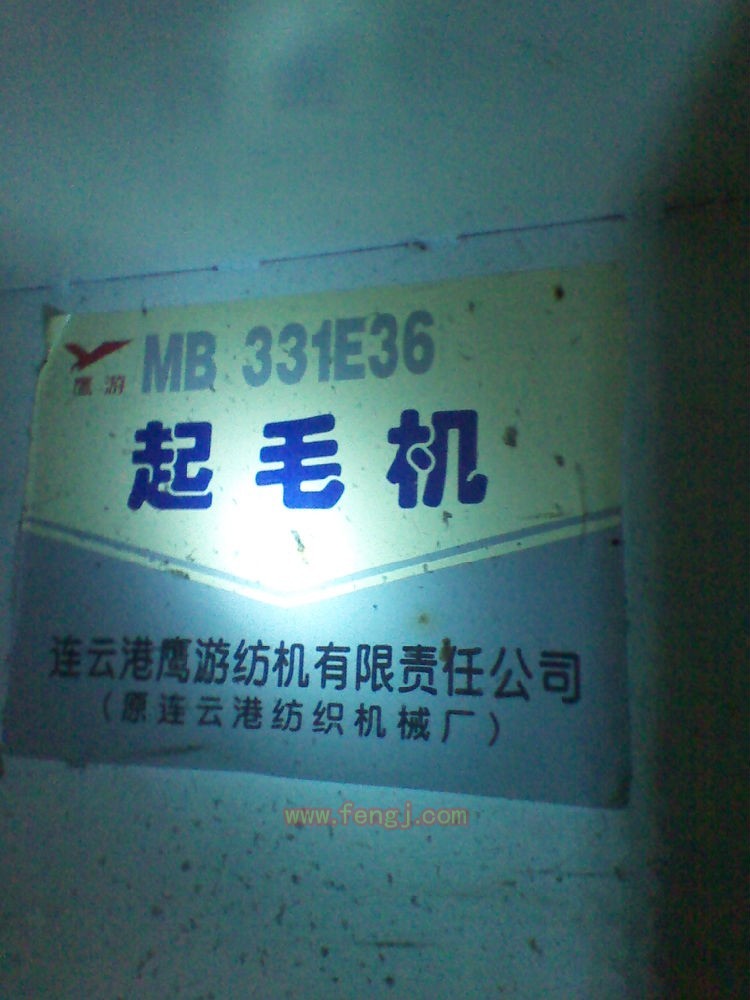 MB 331E36
鹰游
起毛机
连云港鹰游纺机有限责任公司
(原连云港纺织机械厂)
www.fengj.com